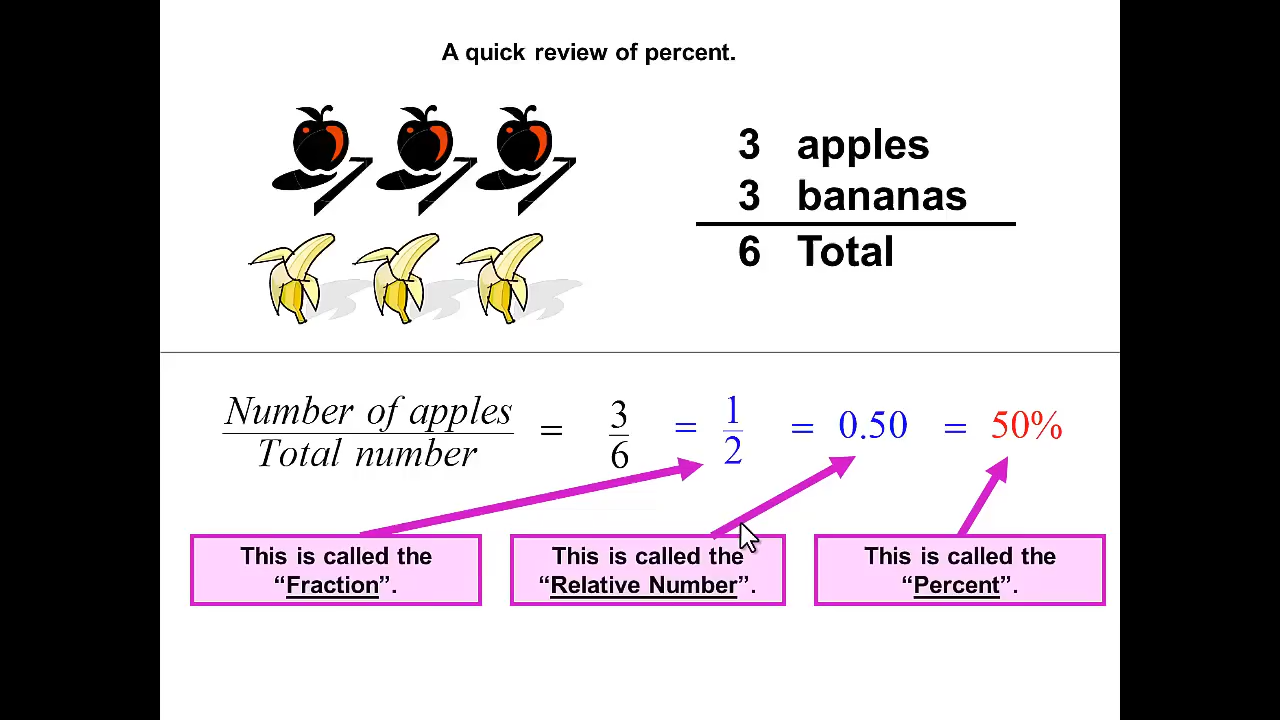 A quick review of percent.
3 apples
3 bananas
6 Total
Number of apples
Total number
=
3
6
=
1
2
= 0.50 = 50%
This is called the
“Fraction”.
This is called the
“Relative Number”.
This is called the
“Percent”.